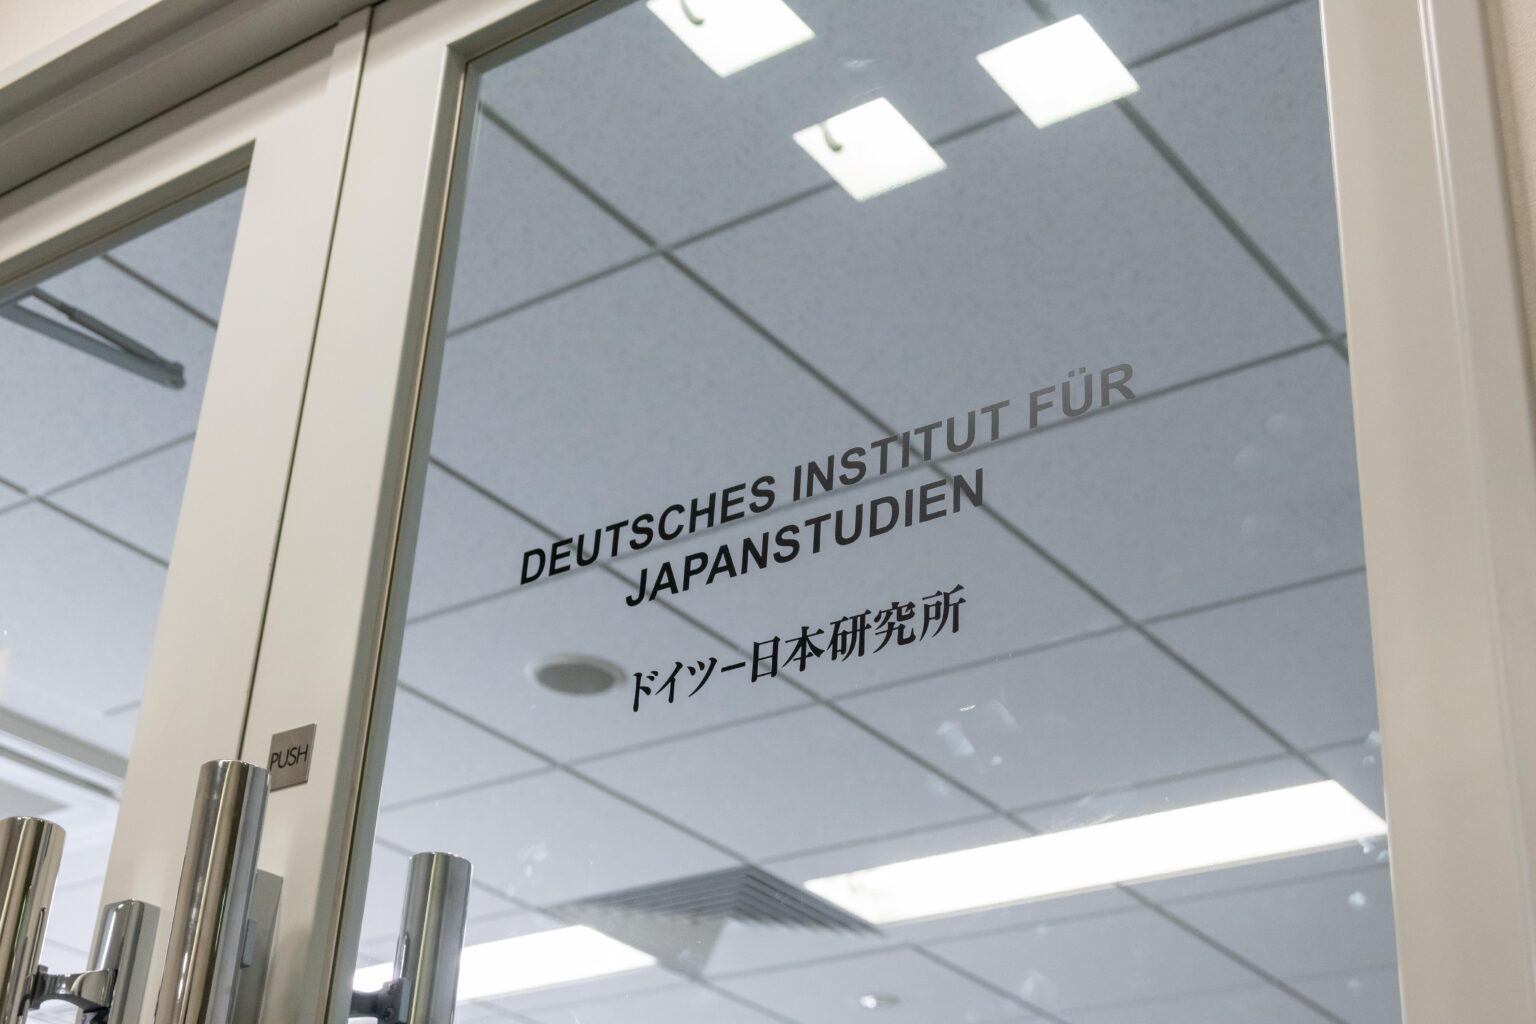 DEUTSCHES INSTITUT FÜR
JAPANSTUDIEN
ドイツ–日本研究所
PUSH